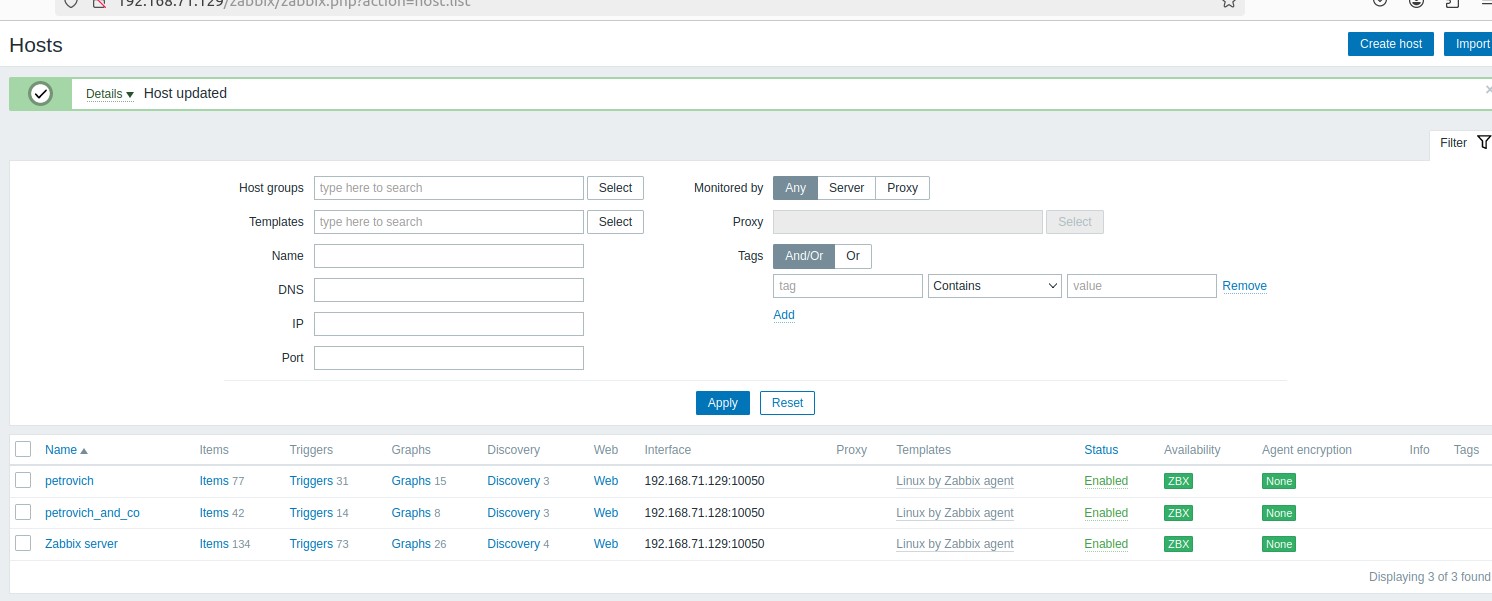 192.168.71.129/zabbix/zabbix.php?action=host.list
Hosts
Create host
Import
Details Host updated
Filter
Host groups type here to search Select Monitored by Any Server Proxy
Templates type here to search Select Proxy Select
Name Tags And/Or Or
DNS tag Contains value Remove
IP Add
Port
Apply Reset
Name Items Triggers Graphs Discovery Web Interface Proxy Templates Status Availability Agent encryption Info Tags
petrovich Items 77 Triggers 31 Graphs 15 Discovery 3 Web 192.168.71.129:10050 Linux by Zabbix agent Enabled ZBX None
petrovich_and_co Items 42 Triggers 14 Graphs 8 Discovery 3 Web 192.168.71.128:10050 Linux by Zabbix agent Enabled ZBX None
Zabbix server Items 134 Triggers 73 Graphs 26 Discovery 4 Web 192.168.71.129:10050 Linux by Zabbix agent Enabled ZBX None
Displaying 3 of 3 found